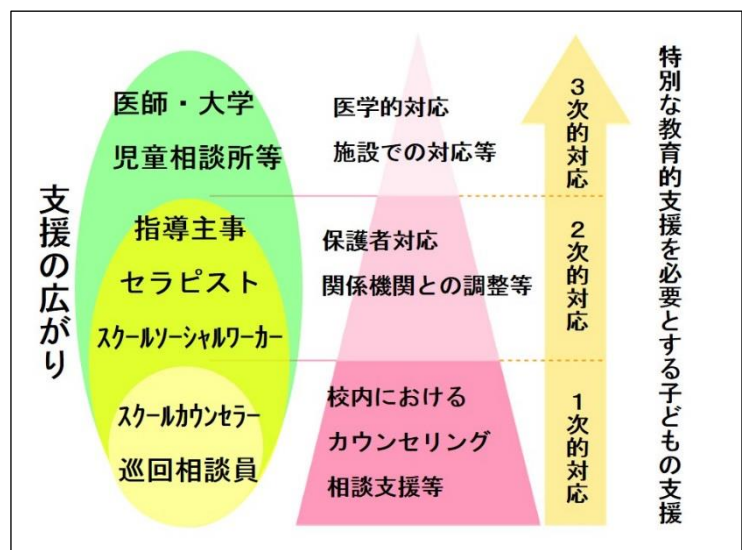 支援の広がり
医師・大学
児童相談所等
指導主事
セラピスト
スクールソーシャルワーカー
スクールカウンセラー
巡回相談員
医学的対応
施設での対応等
保護者対応
関係機関との調整等
校内における
カウンセリング
相談支援等
3次的対応
2次的対応
1次的対応
特別な教育的支援を必要とする子どもの支援